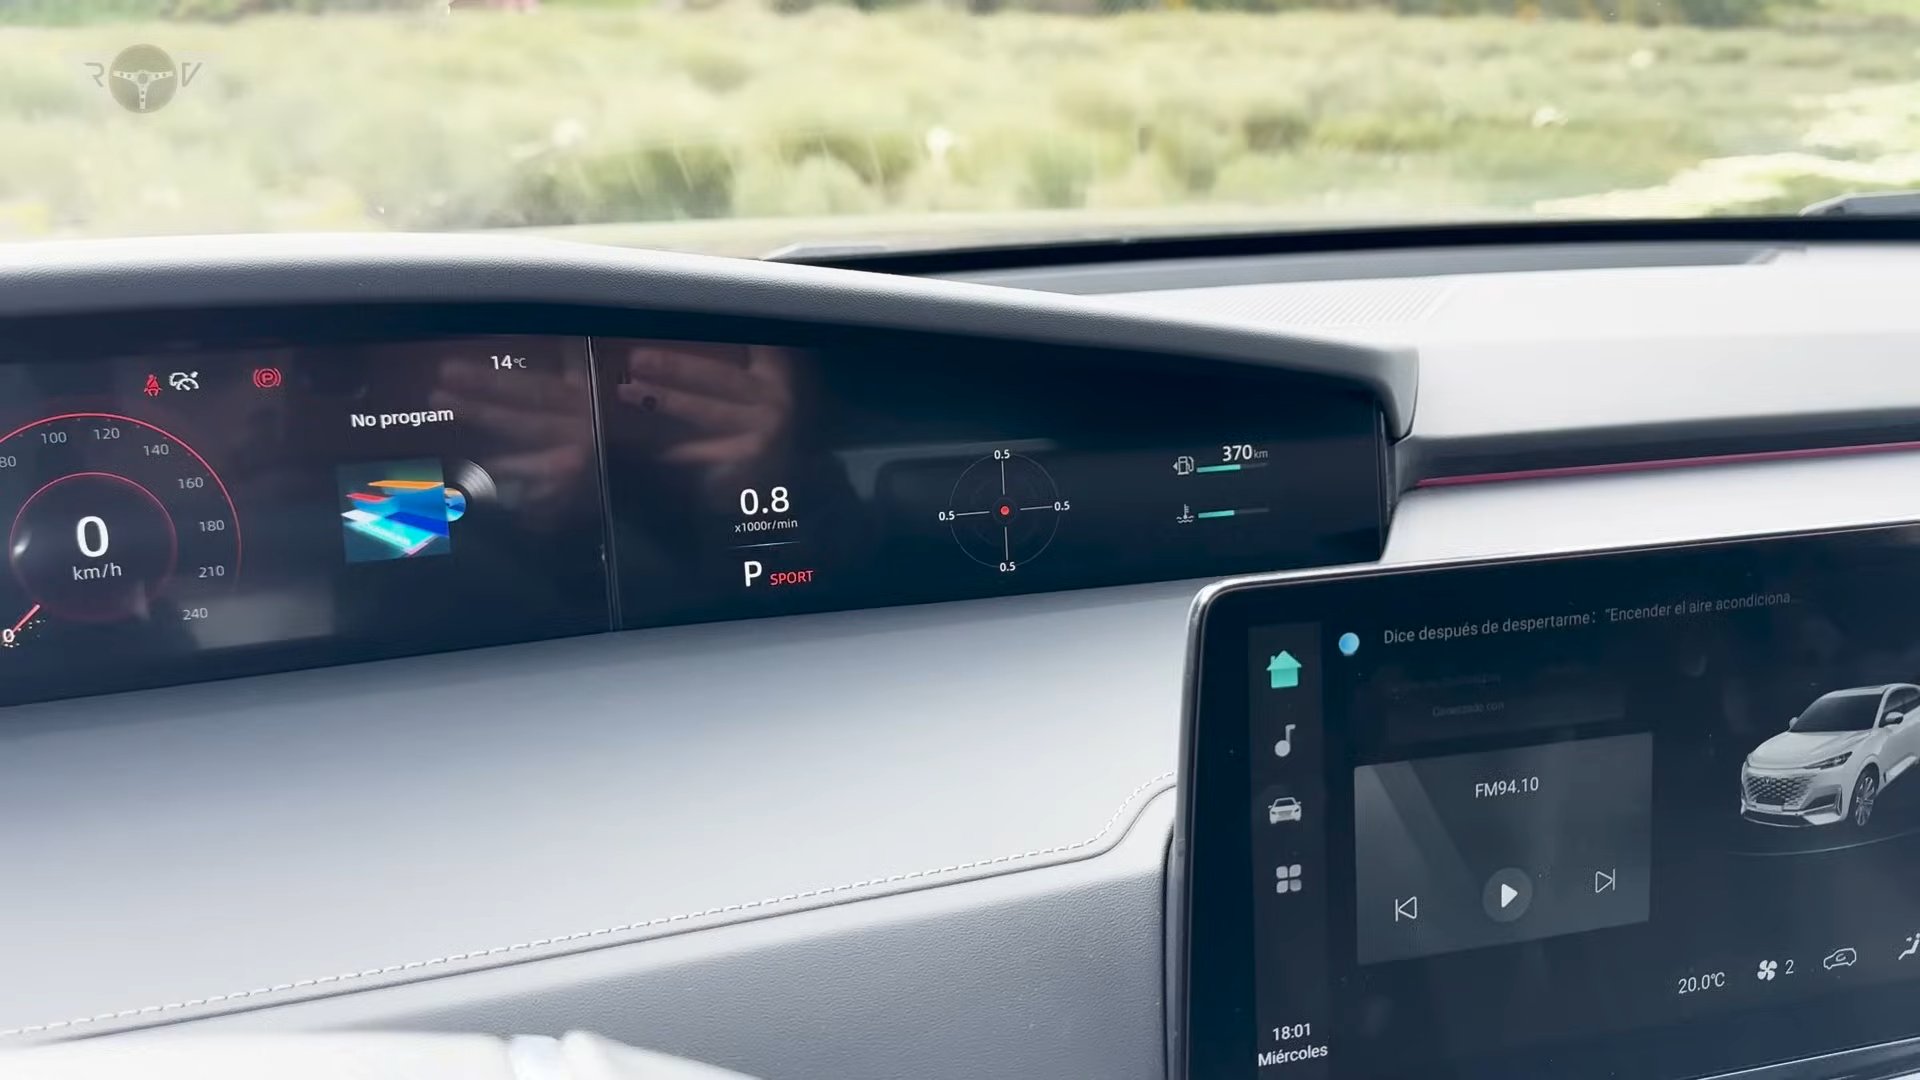 R V
14°C
No program
80
100
120
140
160
180
210
240
0
km/h
0
0.8
x1000r/min
P SPORT
0.5
0.5
0.5
0.5
370km
Dice después de despertarme: “Encender el aire acondiciona
Conectado con
FM94.10
20.0°C
2
18:01
Miércoles